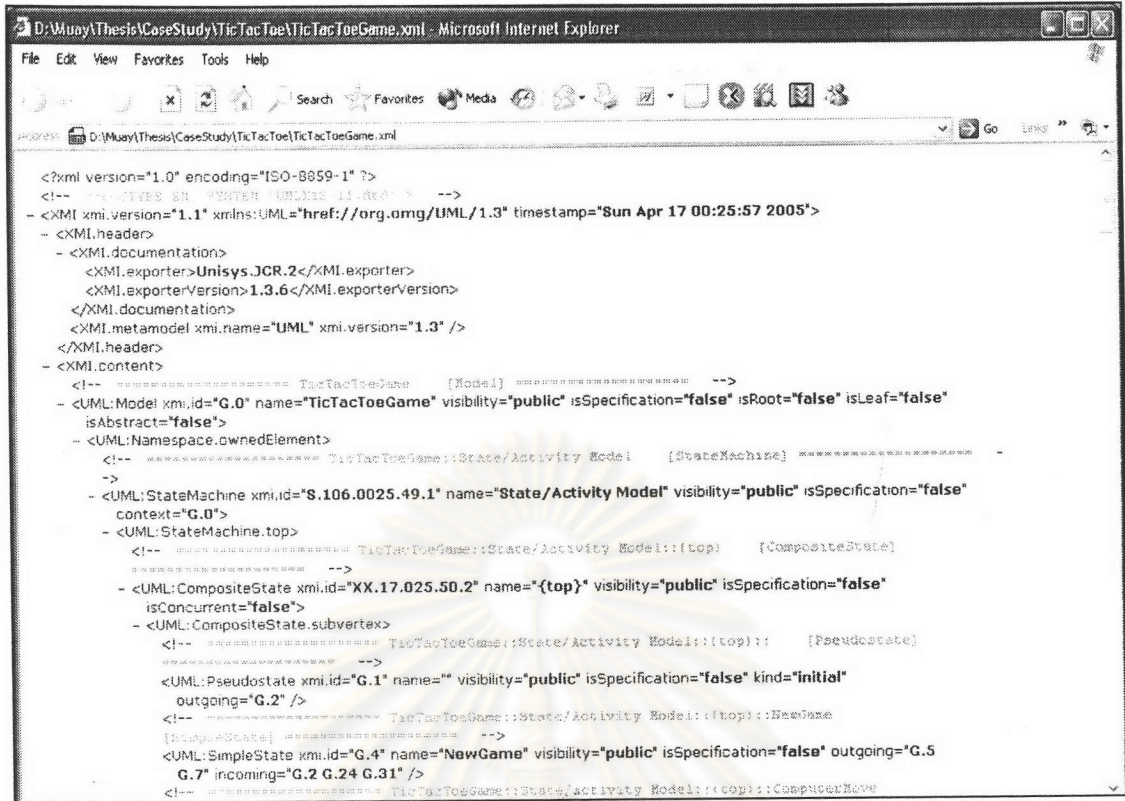 D:\Muay\Thesis\CaseStudy\TicTacToe\TicTacToeGame.xml - Microsoft Internet Explorer
File Edit View Favorites Tools Help
Search Favorites Media
Address D:\Muay\Thesis\CaseStudy\TicTacToe\TicTacToeGame.xml Go Links »
<?xml version="1.0" encoding="ISO-8859-1" ?>
<!-- -->
- <XMI xmi.version="1.1" xmlns:UML="href://org.omg/UML/1.3" timestamp="Sun Apr 17 00:25:57 2005">
- <XMI.header>
- <XMI.documentation>
<XMI.exporter>Unisys.JCR.2</XMI.exporter>
<XMI.exporterVersion>1.3.6</XMI.exporterVersion>
</XMI.documentation>
<XMI.metamodel xmi.name="UML" xmi.version="1.3" />
</XMI.header>
- <XMI.content>
<!-- ==================== TicTacToeGame [Model] ==================== -->
- <UML:Model xmi.id="G.0" name="TicTacToeGame" visibility="public" isSpecification="false" isRoot="false" isLeaf="false"
isAbstract="false">
- <UML:Namespace.ownedElement>
<!-- ==================== TicTacToeGame::State/Activity Model [StateMachine] ==================== -
->
- <UML:StateMachine xmi.id="S.106.0025.49.1" name="State/Activity Model" visibility="public" isSpecification="false"
context="G.0">
- <UML:StateMachine.top>
<!-- ==================== TicTacToeGame::State/Activity Model::{top} [CompositeState]
==================== -->
- <UML:CompositeState xmi.id="XX.17.025.50.2" name="{top}" visibility="public" isSpecification="false"
isConcurrent="false">
- <UML:CompositeState.subvertex>
<!-- ==================== TicTacToeGame::State/Activity Model::{top}:: [Pseudostate]
==================== -->
<UML:Pseudostate xmi.id="G.1" name="" visibility="public" isSpecification="false" kind="initial"
outgoing="G.2" />
<!-- ==================== TicTacToeGame::State/Activity Model::{top}::NewGame
[SimpleState] ==================== -->
<UML:SimpleState xmi.id="G.4" name="NewGame" visibility="public" isSpecification="false" outgoing="G.5
G.7" incoming="G.2 G.24 G.31" />
<!-- ==================== TicTacToeGame::State/Activity Model::{top}::ComputerMove